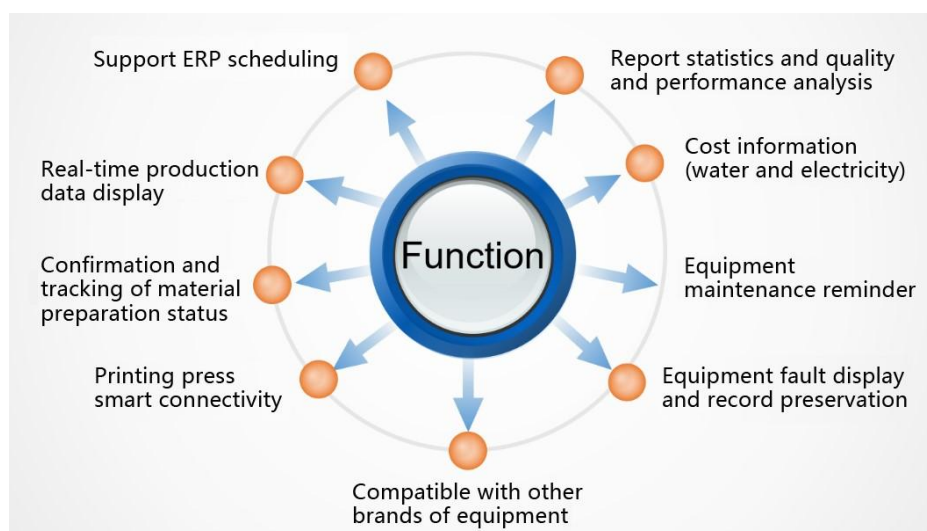 Support ERP scheduling
Report statistics and quality
and performance analysis
Real-time production
data display
Cost information
(water and electricity)
Function
Confirmation and
tracking of material
preparation status
Equipment
maintenance reminder
Printing press
smart connectivity
Equipment fault display
and record preservation
Compatible with other
brands of equipment